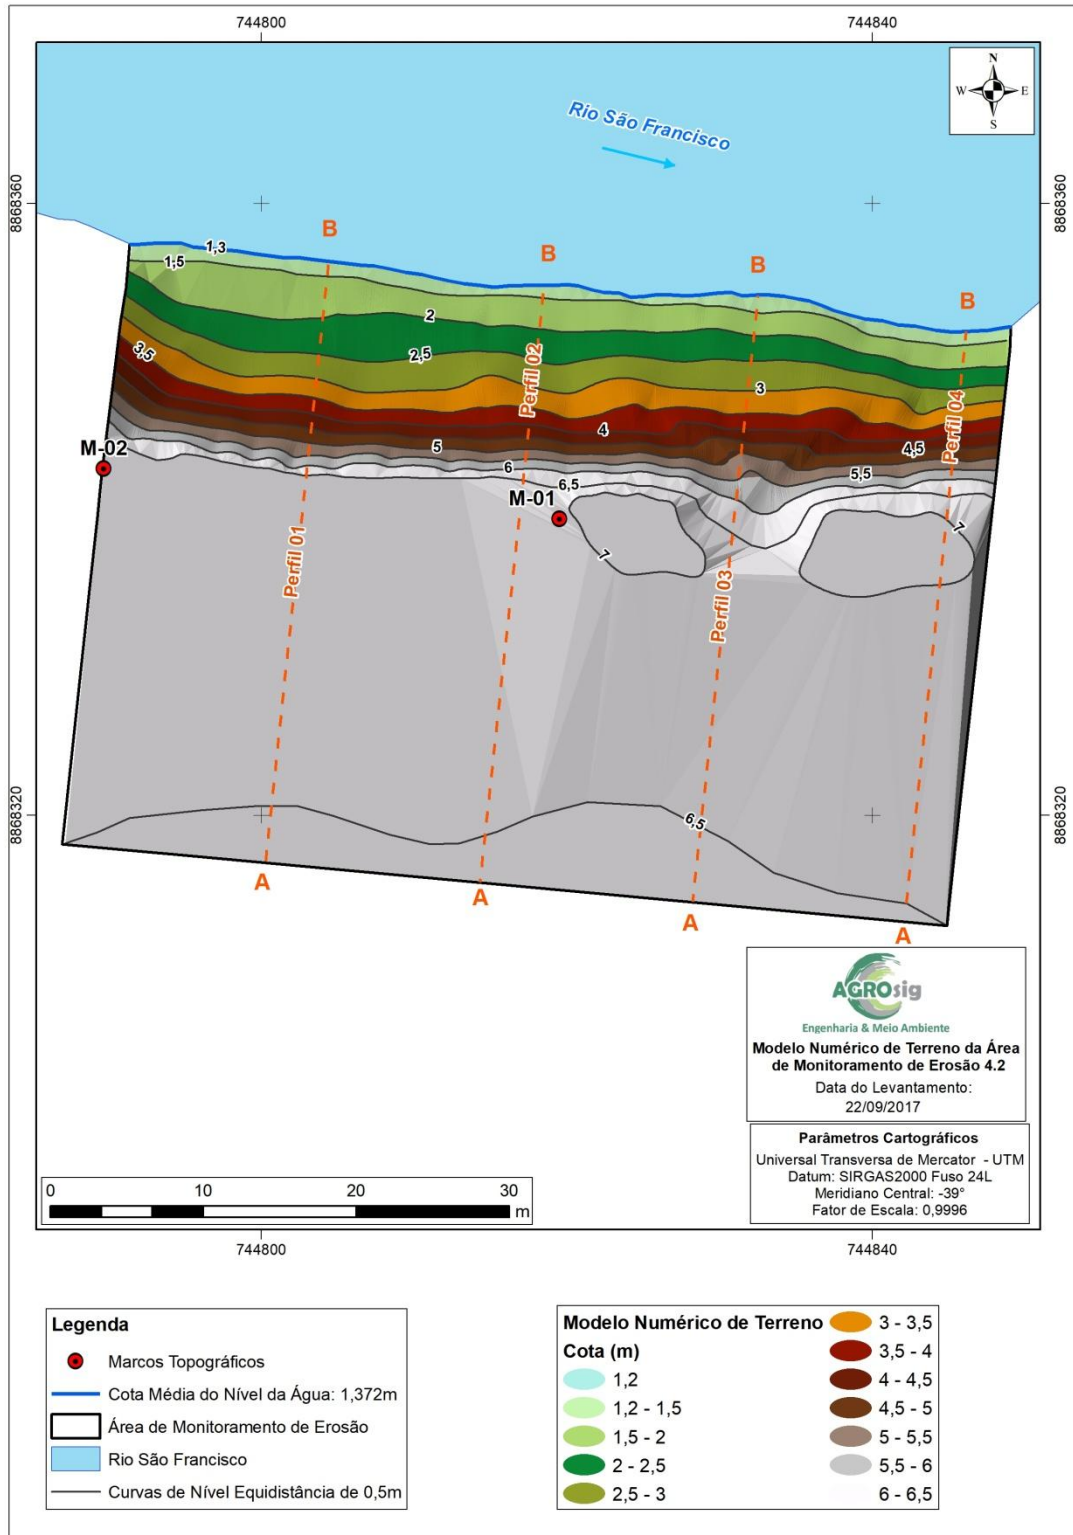 744800
744840
N
W
E
S
Rio São Francisco
8868360
8868360
B
B
B
B
1,3
1,5
2
2,5
3
3,5
4
4,5
5
5,5
6
6,5
7
7
M-02
M-01
Perfil 01
Perfil 02
Perfil 03
Perfil 04
8868320
8868320
6,5
A
A
A
A
AGROsig
Engenharia & Meio Ambiente
Modelo Numérico de Terreno da Área
de Monitoramento de Erosão 4.2
Data do Levantamento:
22/09/2017
Parâmetros Cartográficos
Universal Transversa de Mercator - UTM
Datum: SIRGAS2000 Fuso 24L
Meridiano Central: -39°
Fator de Escala: 0,9996
0 10 20 30
m
744800
744840
Legenda
Marcos Topográficos
Cota Média do Nível da Água: 1,372m
Área de Monitoramento de Erosão
Rio São Francisco
Curvas de Nível Equidistância de 0,5m
Modelo Numérico de Terreno
Cota (m)
1,2
1,2 - 1,5
1,5 - 2
2 - 2,5
2,5 - 3
3 - 3,5
3,5 - 4
4 - 4,5
4,5 - 5
5 - 5,5
5,5 - 6
6 - 6,5